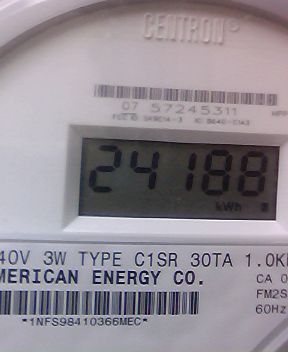 CENTRON®
07 57245311
24188
kWh
40V 3W TYPE C1SR 30TA 1.0K
MERICAN ENERGY CO.
CA 0
FM2S
60Hz
*1NFS98410366MEC*